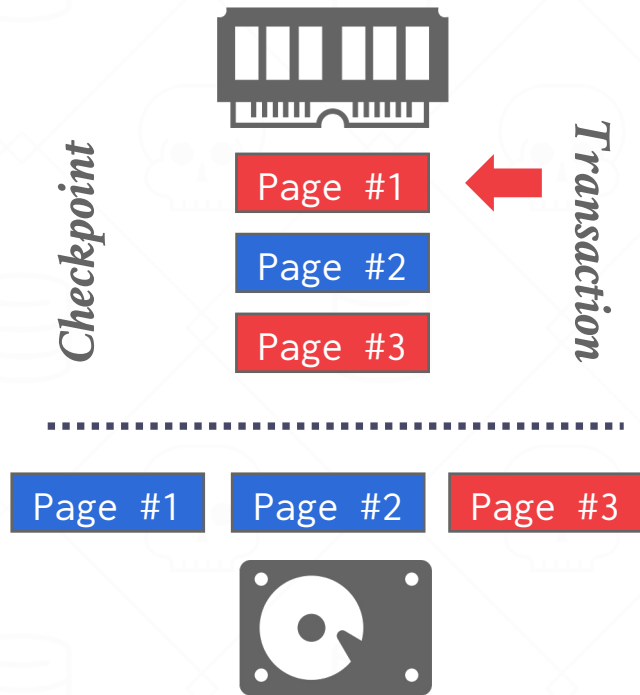 Checkpoint
Transaction
Page #1
Page #2
Page #3
Page #1
Page #2
Page #3